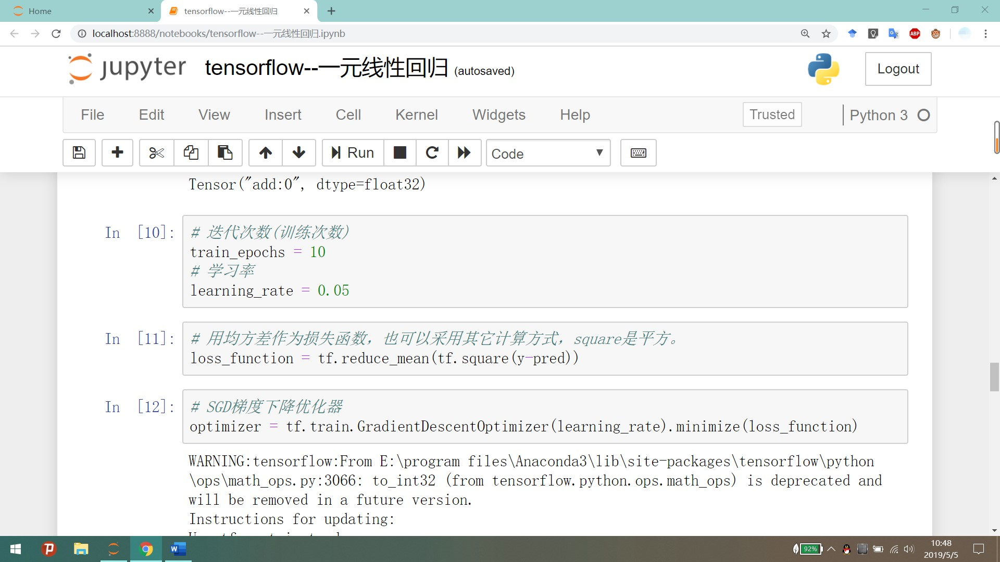 Home
tensorflow--一元线性回归
localhost:8888/notebooks/tensorflow--一元线性回归.ipynb
ABP
jupyter
tensorflow--一元线性回归 (autosaved)
Logout
File Edit View Insert Cell Kernel Widgets Help
Trusted
Python 3
Run
Code
Tensor("add:0", dtype=float32)
In [10]:
# 迭代次数(训练次数)
train_epochs = 10
# 学习率
learning_rate = 0.05
In [11]:
# 用均方差作为损失函数，也可以采用其它计算方式，square是平方。
loss_function = tf.reduce_mean(tf.square(y-pred))
In [12]:
# SGD梯度下降优化器
optimizer = tf.train.GradientDescentOptimizer(learning_rate).minimize(loss_function)
WARNING:tensorflow:From E:\program files\Anaconda3\lib\site-packages\tensorflow\python
\ops\math_ops.py:3066: to_int32 (from tensorflow.python.ops.math_ops) is deprecated and
will be removed in a future version.
Instructions for updating:
92%
10:48
2019/5/5